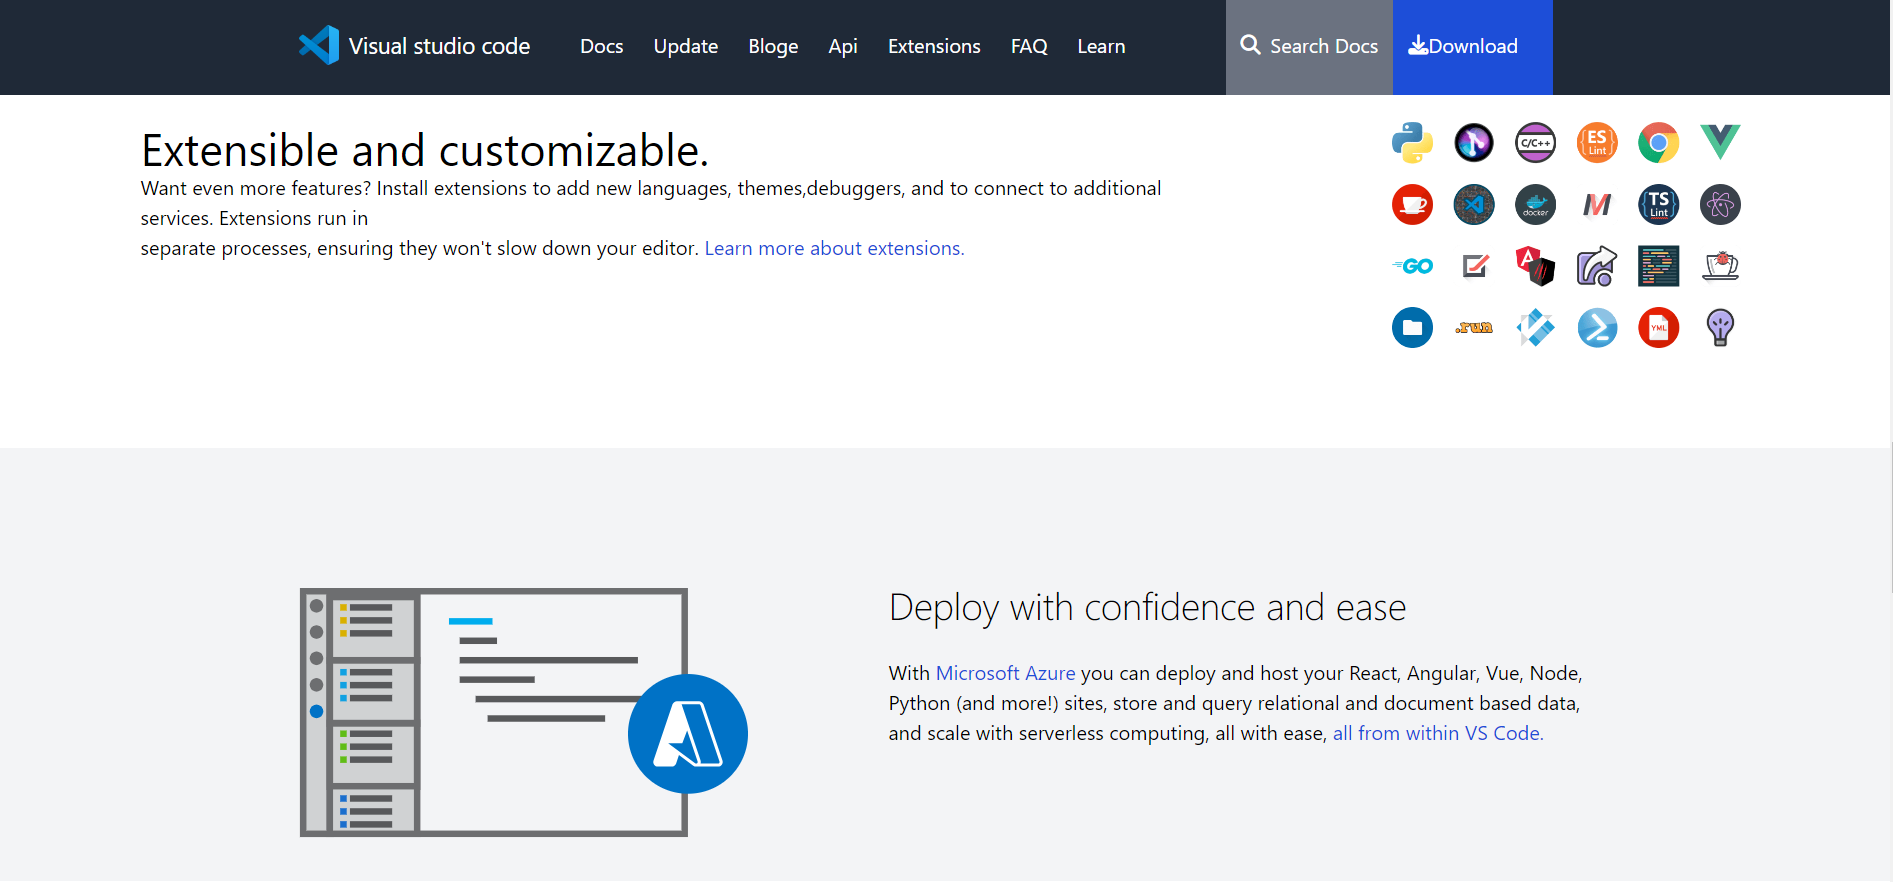 Visual studio code Docs Update Bloge Api Extensions FAQ Learn Search Docs Download
Extensible and customizable.
Want even more features? Install extensions to add new languages, themes,debuggers, and to connect to additional
services. Extensions run in
separate processes, ensuring they won't slow down your editor. Learn more about extensions.
C/C++ ES Lint
docker TS Lint
GO
.run YML
Deploy with confidence and ease
With Microsoft Azure you can deploy and host your React, Angular, Vue, Node,
Python (and more!) sites, store and query relational and document based data,
and scale with serverless computing, all with ease, all from within VS Code.